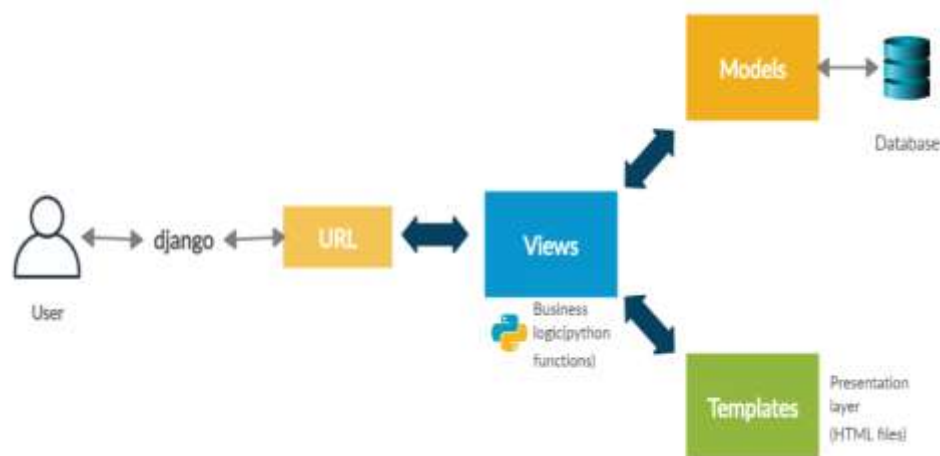 Models
Database
User
django
URL
Views
Business
logic(python
functions)
Templates
Presentation
layer
(HTML files)